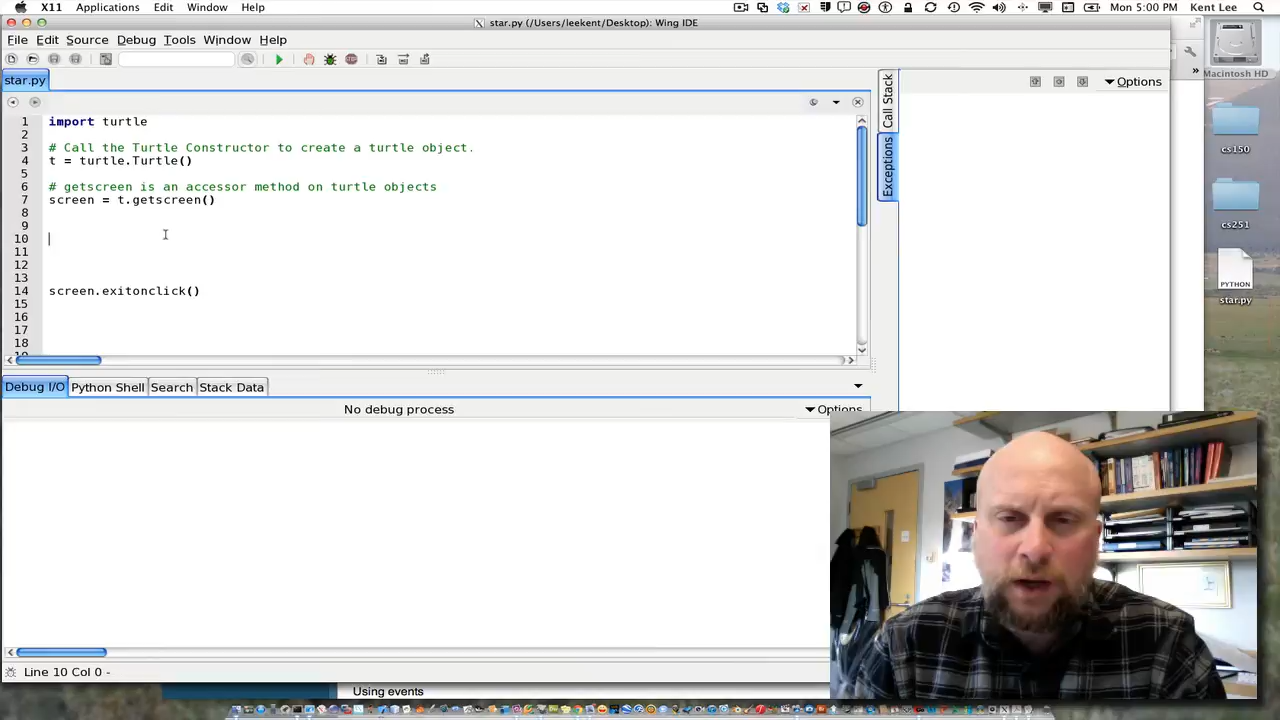 X11 Applications Edit Window Help
Mon 5:00 PM Kent Lee
star.py (/Users/leekent/Desktop): Wing IDE
File Edit Source Debug Tools Window Help
star.py
1 import turtle
2
3 # Call the Turtle Constructor to create a turtle object.
4 t = turtle.Turtle()
5
6 # getscreen is an accessor method on turtle objects
7 screen = t.getscreen()
8
9
10
11
12
13
14 screen.exitonclick()
15
16
17
18
Call Stack
Exceptions
Options
Macintosh HD
cs150
cs251
PYTHON
star.py
Debug I/O Python Shell Search Stack Data
No debug process
Options
Line 10 Col 0 -
Using events